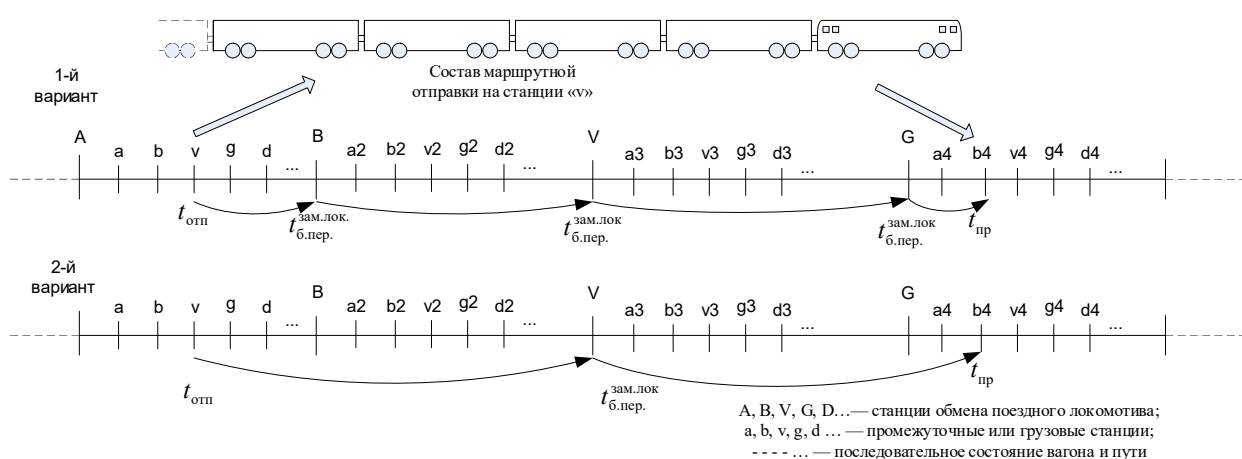 Состав маршрутной
отправки на станции «v»
1-й
вариант
A a b v g d ... B a2 b2 v2 g2 d2 ... V a3 b3 v3 g3 d3 ... G a4 b4 v4 g4 d4 ...
tотп tб.пер.зам.лок. tб.пер.зам.лок tб.пер.зам.лок tпр
2-й
вариант
a b v g d ... B a2 b2 v2 g2 d2 ... V a3 b3 v3 g3 d3 ... G a4 b4 v4 g4 d4 ...
tотп tб.пер.зам.лок tпр
A, B, V, G, D…— станции обмена поездного локомотива;
a, b, v, g, d … — промежуточные или грузовые станции;
- - - - … — последовательное состояние вагона и пути